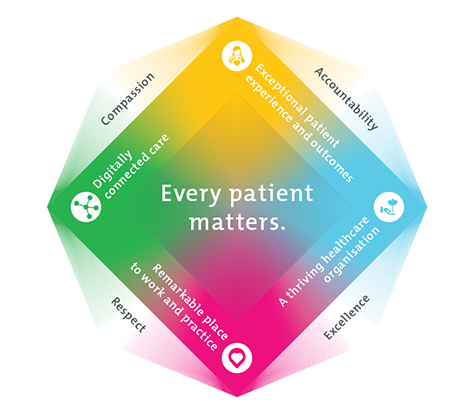 Compassion
Accountability
Exceptional patient
experience and outcomes
Digitally
connected care
Every patient
matters.
A thriving healthcare
organisation
Remarkable place
to work and practice
Respect
Excellence